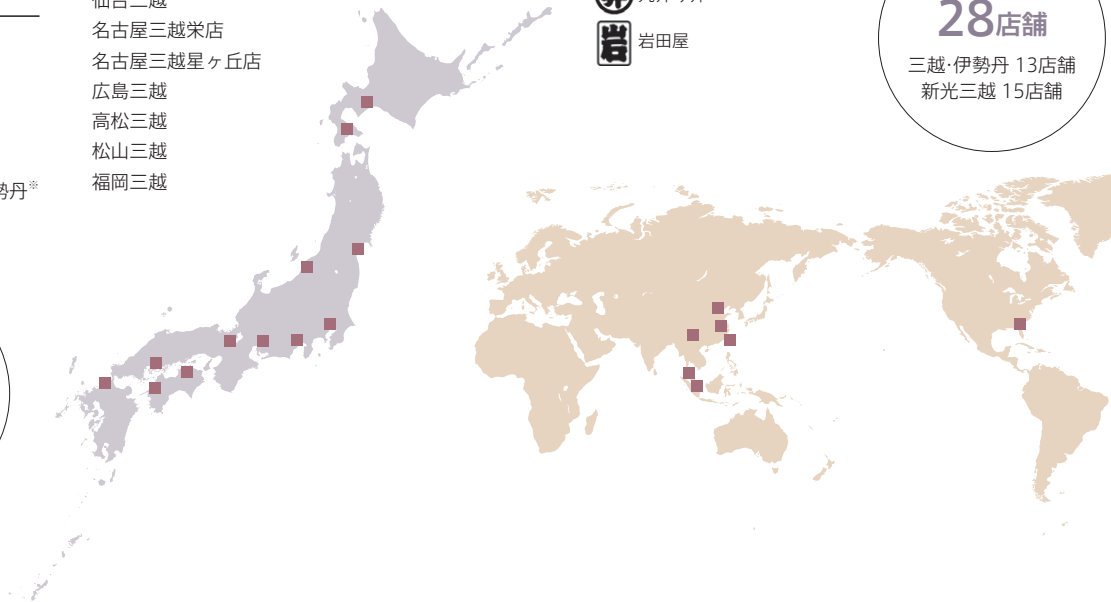 名古屋三越栄店
名古屋三越星ヶ丘店
広島三越
高松三越
松山三越
福岡三越
勢丹※
岩
岩田屋
28店舗
三越・伊勢丹 13店舗
新光三越 15店舗